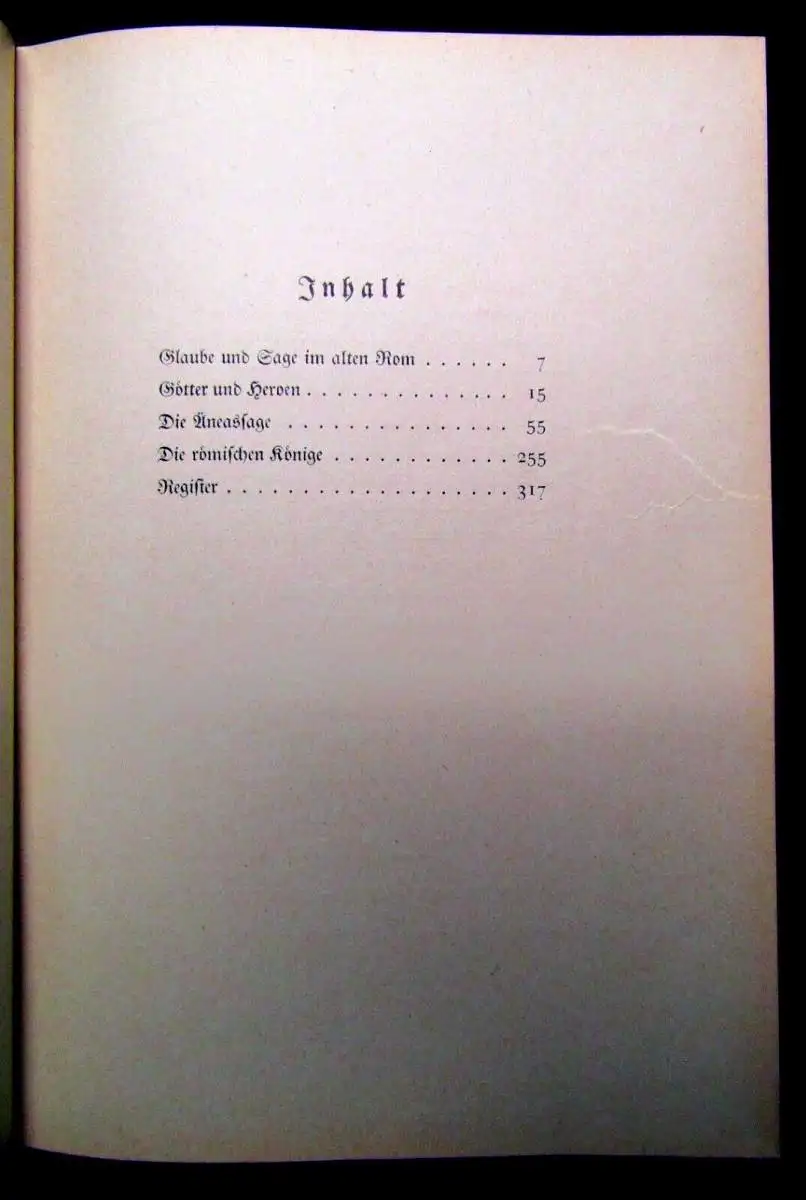 Inhalt
Glaube und Sage im alten Rom . . . . . . 7
Götter und Heroen . . . . . . . . . . . . . . 15
Die Äneassage . . . . . . . . . . . . . . . 55
Die römischen Könige . . . . . . . . . . . . 255
Register . . . . . . . . . . . . . . . . . . . 317